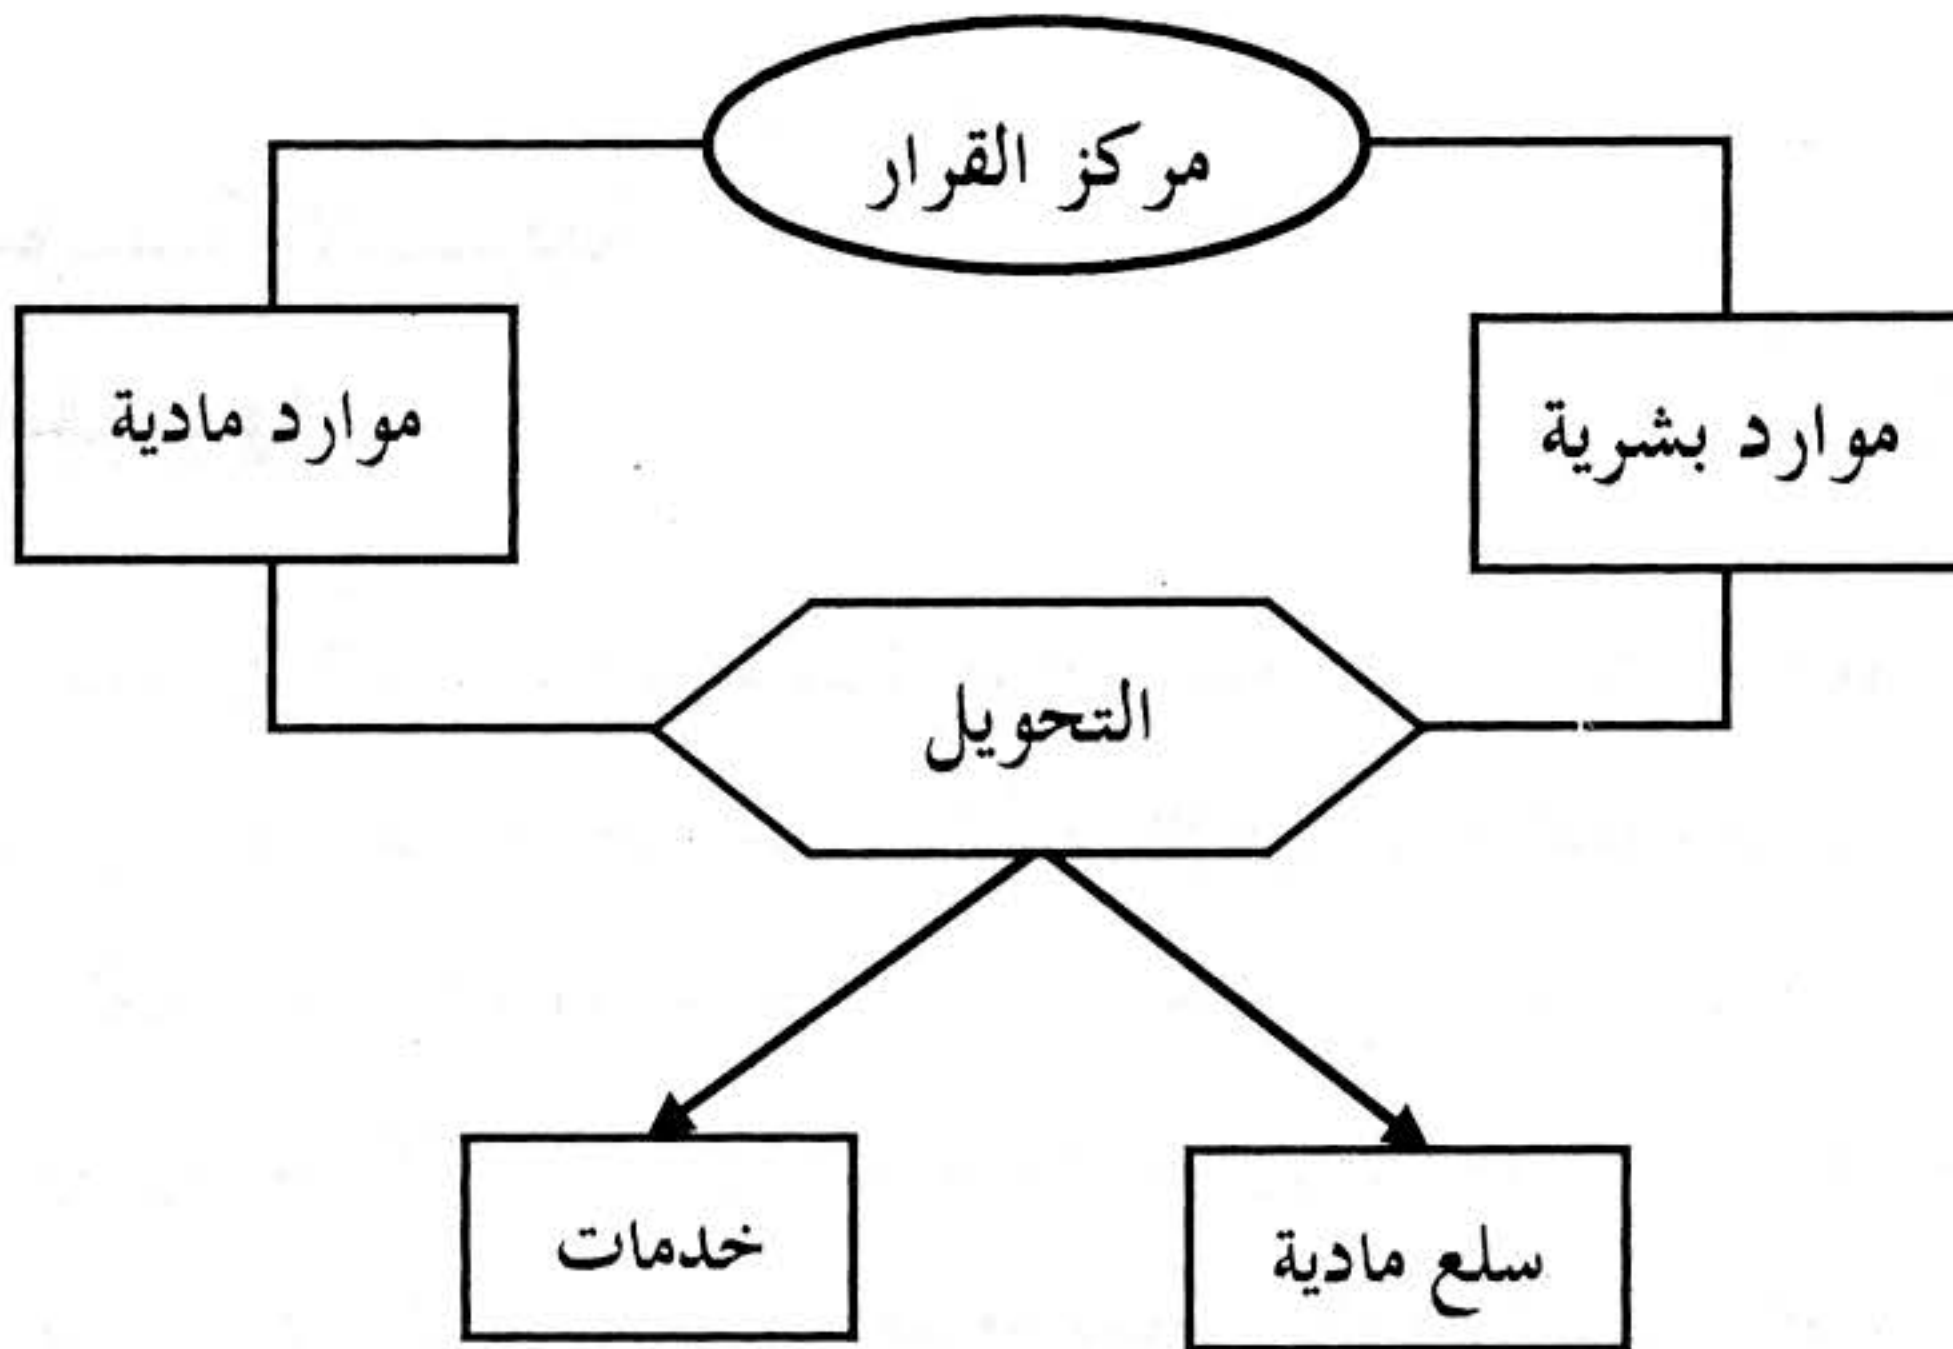 مركز القرار
موارد بشرية
موارد مادية
التحويل
سلع مادية
خدمات